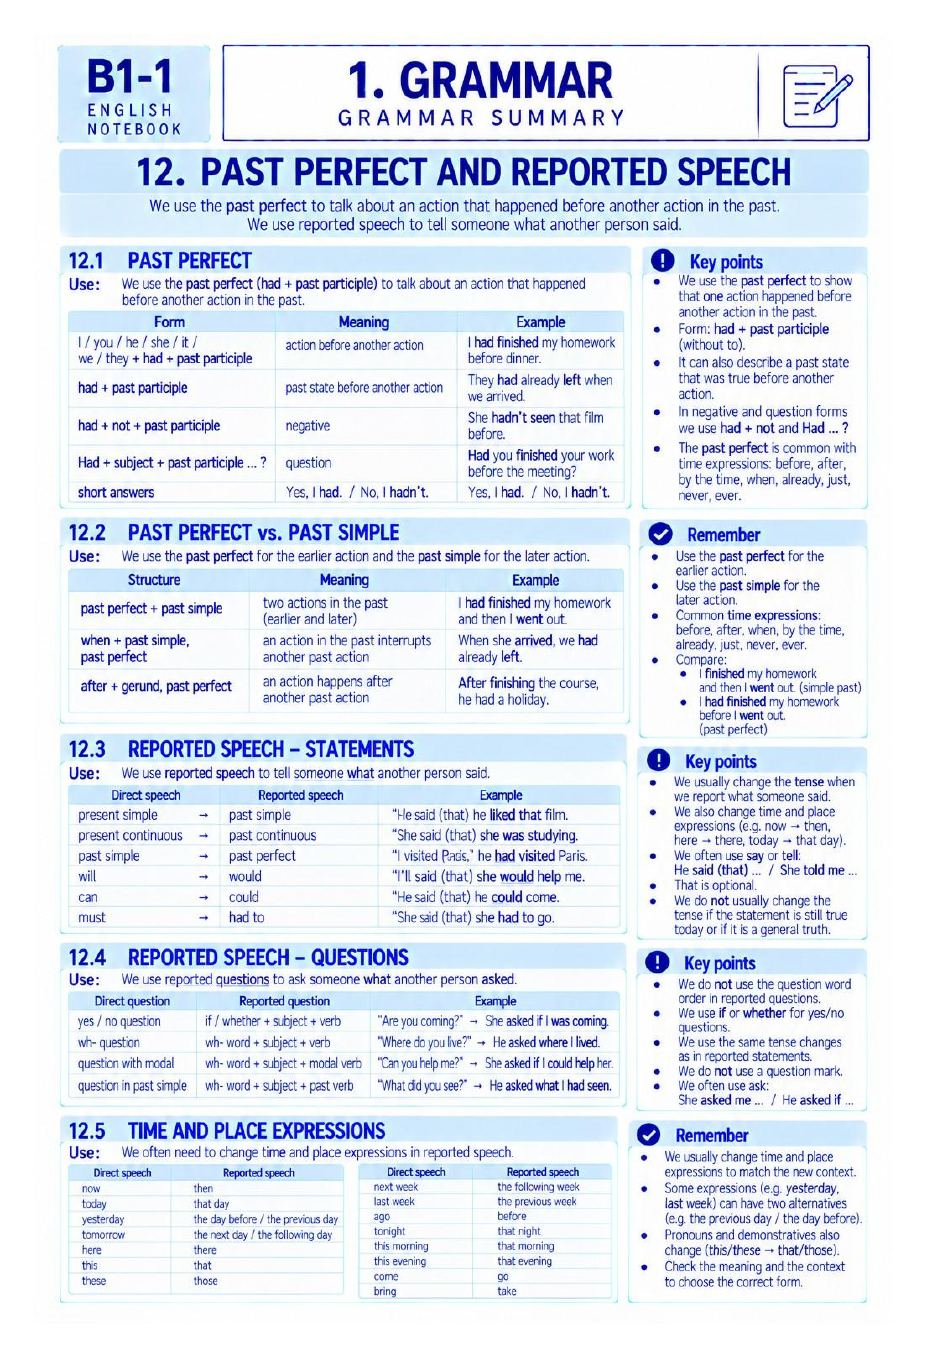 B1-1
ENGLISH
NOTEBOOK
1. GRAMMAR
GRAMMAR SUMMARY
12. PAST PERFECT AND REPORTED SPEECH
We use the past perfect to talk about an action that happened before another action in the past.
We use reported speech to tell someone what another person said.
12.1 PAST PERFECT
Use: We use the past perfect (had + past participle) to talk about an action that happened
before another action in the past.
Form Meaning Example
I / you / he / she / it /
we / they + had + past participle
action before another action
I had finished my homework
before dinner.
had + past participle
past state before another action
They had already left when
we arrived.
had + not + past participle
negative
She hadn't seen that film
before.
Had + subject + past participle ... ?
question
Had you finished your work
before the meeting?
short answers Yes, I had. / No, I hadn't. Yes, I had. / No, I hadn't.
Key points
• We use the past perfect to show
that one action happened before
another action in the past.
• Form: had + past participle
(without to).
• It can also describe a past state
that was true before another
action.
• In negative and question forms
we use had + not and Had ... ?
• The past perfect is common with
time expressions: before, after,
by the time, when, already, just,
never, ever.
12.2 PAST PERFECT vs. PAST SIMPLE
Use: We use the past perfect for the earlier action and the past simple for the later action.
Structure Meaning Example
past perfect + past simple
two actions in the past
(earlier and later)
I had finished my homework
and then I went out.
when + past simple,
past perfect
an action in the past interrupts
another past action
When she arrived, we had
already left.
after + gerund, past perfect
an action happens after
another past action
After finishing the course,
he had a holiday.
Remember
• Use the past perfect for the
earlier action.
• Use the past simple for the
later action.
• Common time expressions:
before, after, when, by the time,
already, just, never, ever.
• Compare:
• I finished my homework
and then I went out. (simple past)
• I had finished my homework
before I went out.
(past perfect)
12.3 REPORTED SPEECH – STATEMENTS
Use: We use reported speech to tell someone what another person said.
Direct speech Reported speech Example
present simple → past simple "He said (that) he liked that film.
present continuous → past continuous "She said (that) she was studying.
past simple → past perfect "I visited Paris," he had visited Paris.
will → would "I'll said (that) she would help me.
can → could "He said (that) he could come.
must → had to "She said (that) she had to go.
Key points
• We usually change the tense when
we report what someone said.
• We also change time and place
expressions (e.g. now → then,
here → there, today → that day).
• We often use say or tell:
He said (that) ... / She told me ...
• That is optional.
• We do not usually change the
tense if the statement is still true
today or if it is a general truth.
12.4 REPORTED SPEECH – QUESTIONS
Use: We use reported questions to ask someone what another person asked.
Direct question Reported question Example
yes / no question if / whether + subject + verb "Are you coming?" → She asked if I was coming.
wh- question wh- word + subject + verb "Where do you live?" → He asked where I lived.
question with modal wh- word + subject + modal verb "Can you help me?" → She asked if I could help her.
question in past simple wh- word + subject + past verb "What did you see?" → He asked what I had seen.
Key points
• We do not use the question word
order in reported questions.
• We use if or whether for yes/no
questions.
• We use the same tense changes
as in reported statements.
• We do not use a question mark.
• We often use ask:
She asked me ... / He asked if ...
12.5 TIME AND PLACE EXPRESSIONS
Use: We often need to change time and place expressions in reported speech.
Direct speech Reported speech
now then
today that day
yesterday the day before / the previous day
tomorrow the next day / the following day
here there
this that
these those
Direct speech Reported speech
next week the following week
last week the previous week
ago before
tonight that night
this morning that morning
this evening that evening
come go
bring take
Remember
• We usually change time and place
expressions to match the new context.
• Some expressions (e.g. yesterday,
last week) can have two alternatives
(e.g. the previous day / the day before).
• Pronouns and demonstratives also
change (this/these → that/those).
• Check the meaning and the context
to choose the correct form.